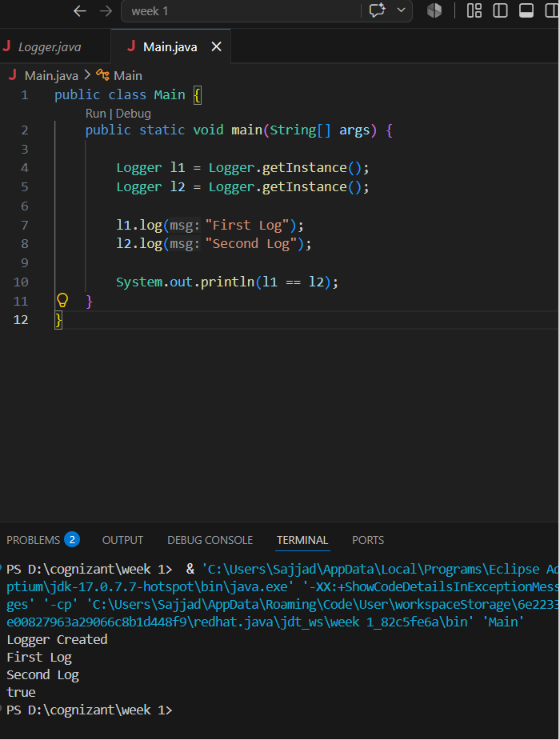 week 1
Logger.java
Main.java
Main.java > Main
1 public class Main {
Run | Debug
2 public static void main(String[] args) {
3
4 Logger l1 = Logger.getInstance();
5 Logger l2 = Logger.getInstance();
6
7 l1.log(msg: "First Log");
8 l2.log(msg: "Second Log");
9
10 System.out.println(l1 == l2);
11 }
12 }
PROBLEMS 2 OUTPUT DEBUG CONSOLE TERMINAL PORTS
PS D:\cognizant\week 1> & 'C:\Users\Sajjad\AppData\Local\Programs\Eclipse Ad
ptium\jdk-17.0.7.7-hotspot\bin\java.exe' '-XX:+ShowCodeDetailsInExceptionMess
ges' '-cp' 'C:\Users\Sajjad\AppData\Roaming\Code\User\workspaceStorage\6e2233
e00827963a29066c8b1d448f9\redhat.java\jdt_ws\week 1_82c5fe6a\bin' 'Main'
Logger Created
First Log
Second Log
true
PS D:\cognizant\week 1>